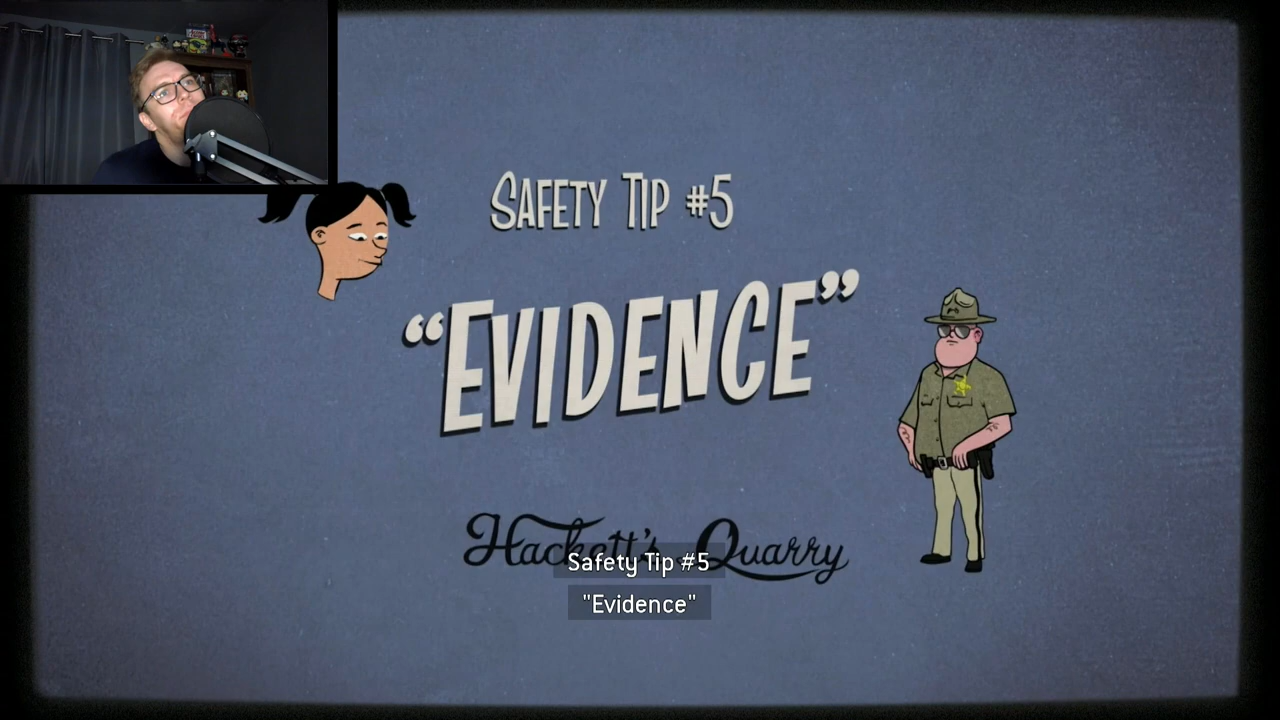 Safety Tip #5
“Evidence”
Hackett's Quarry
Safety Tip #5
"Evidence"